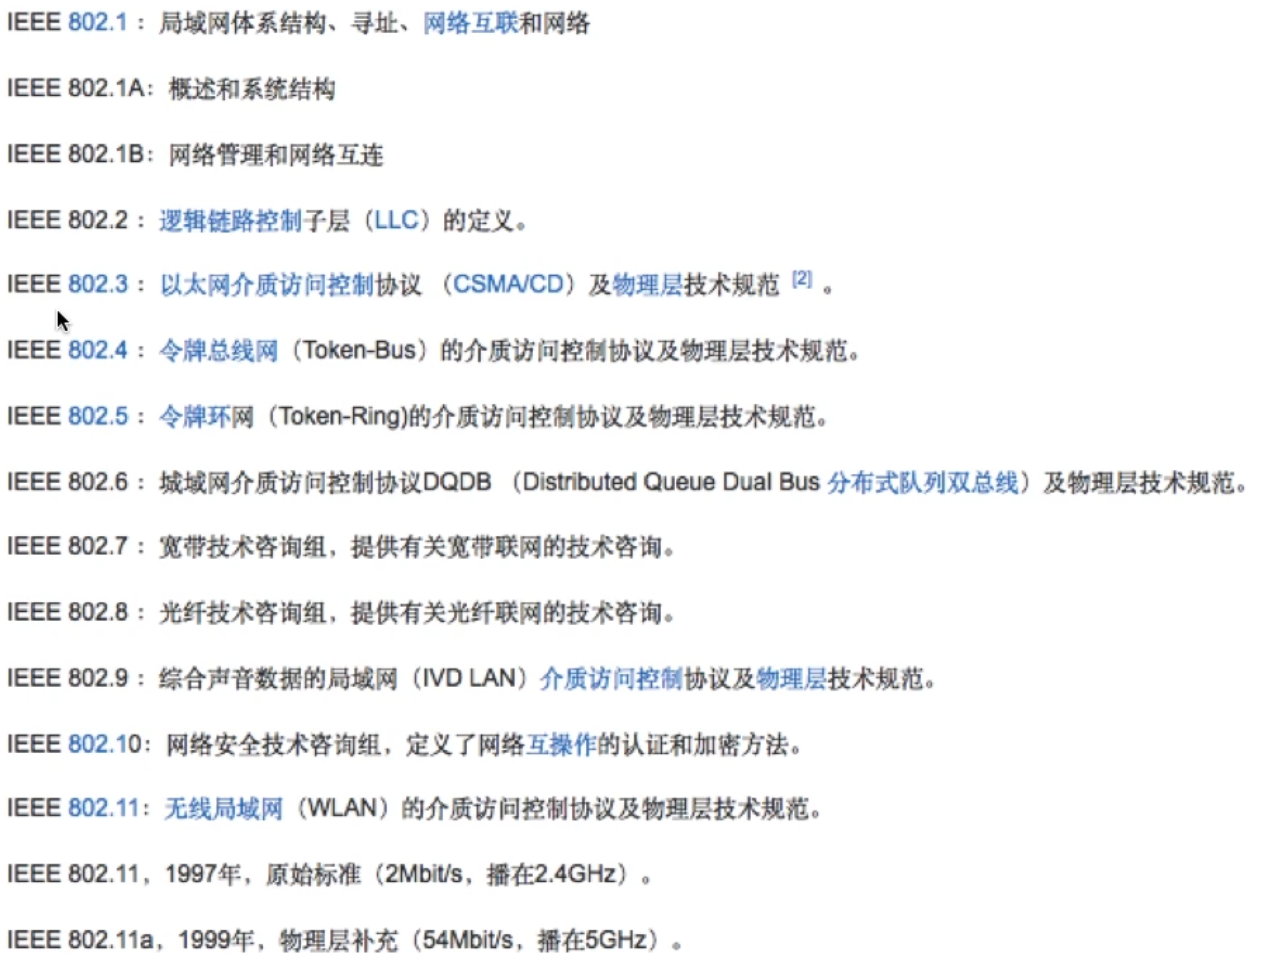 IEEE 802.1 ：局域网体系结构、寻址、网络互联和网络
IEEE 802.1A：概述和系统结构
IEEE 802.1B：网络管理和网络互连
IEEE 802.2 ：逻辑链路控制子层（LLC）的定义。
IEEE 802.3 ：以太网介质访问控制协议 （CSMA/CD）及物理层技术规范 [2] 。
IEEE 802.4 ：令牌总线网（Token-Bus）的介质访问控制协议及物理层技术规范。
IEEE 802.5 ：令牌环网（Token-Ring)的介质访问控制协议及物理层技术规范。
IEEE 802.6 ：城域网介质访问控制协议DQDB （Distributed Queue Dual Bus 分布式队列双总线）及物理层技术规范。
IEEE 802.7 ：宽带技术咨询组，提供有关宽带联网的技术咨询。
IEEE 802.8 ：光纤技术咨询组，提供有关光纤联网的技术咨询。
IEEE 802.9 ：综合声音数据的局域网（IVD LAN）介质访问控制协议及物理层技术规范。
IEEE 802.10：网络安全技术咨询组，定义了网络互操作的认证和加密方法。
IEEE 802.11：无线局域网（WLAN）的介质访问控制协议及物理层技术规范。
IEEE 802.11，1997年，原始标准（2Mbit/s，播在2.4GHz）。
IEEE 802.11a，1999年，物理层补充（54Mbit/s，播在5GHz）。